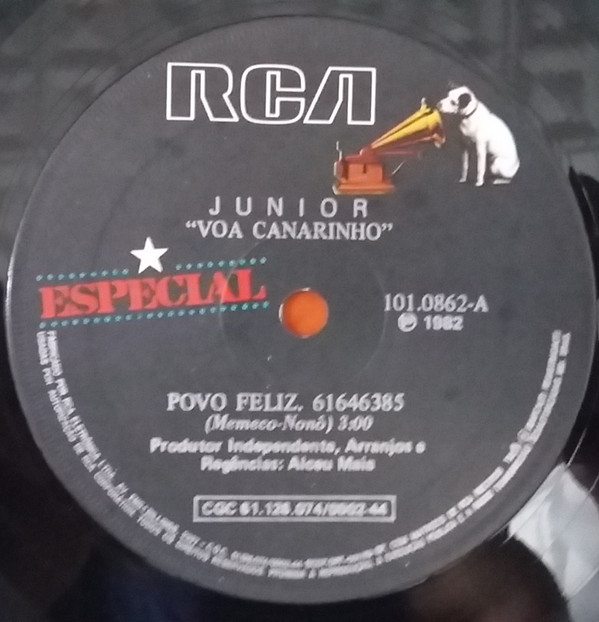 RCA
JUNIOR
"VOA CANARINHO"
ESPECIAL
101.0862-A
℗ 1982
POVO FELIZ. 61646385
(Memeco-Nonô) 3:00
Produtor Independente, Arranjos e
Regências: Alceu Maia
CGC 61.126.074/0002-44